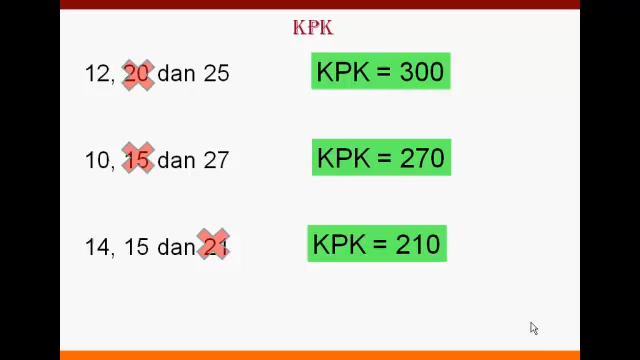 KPK
12, 20 dan 25 KPK = 300
10, 15 dan 27 KPK = 270
14, 15 dan 21 KPK = 210